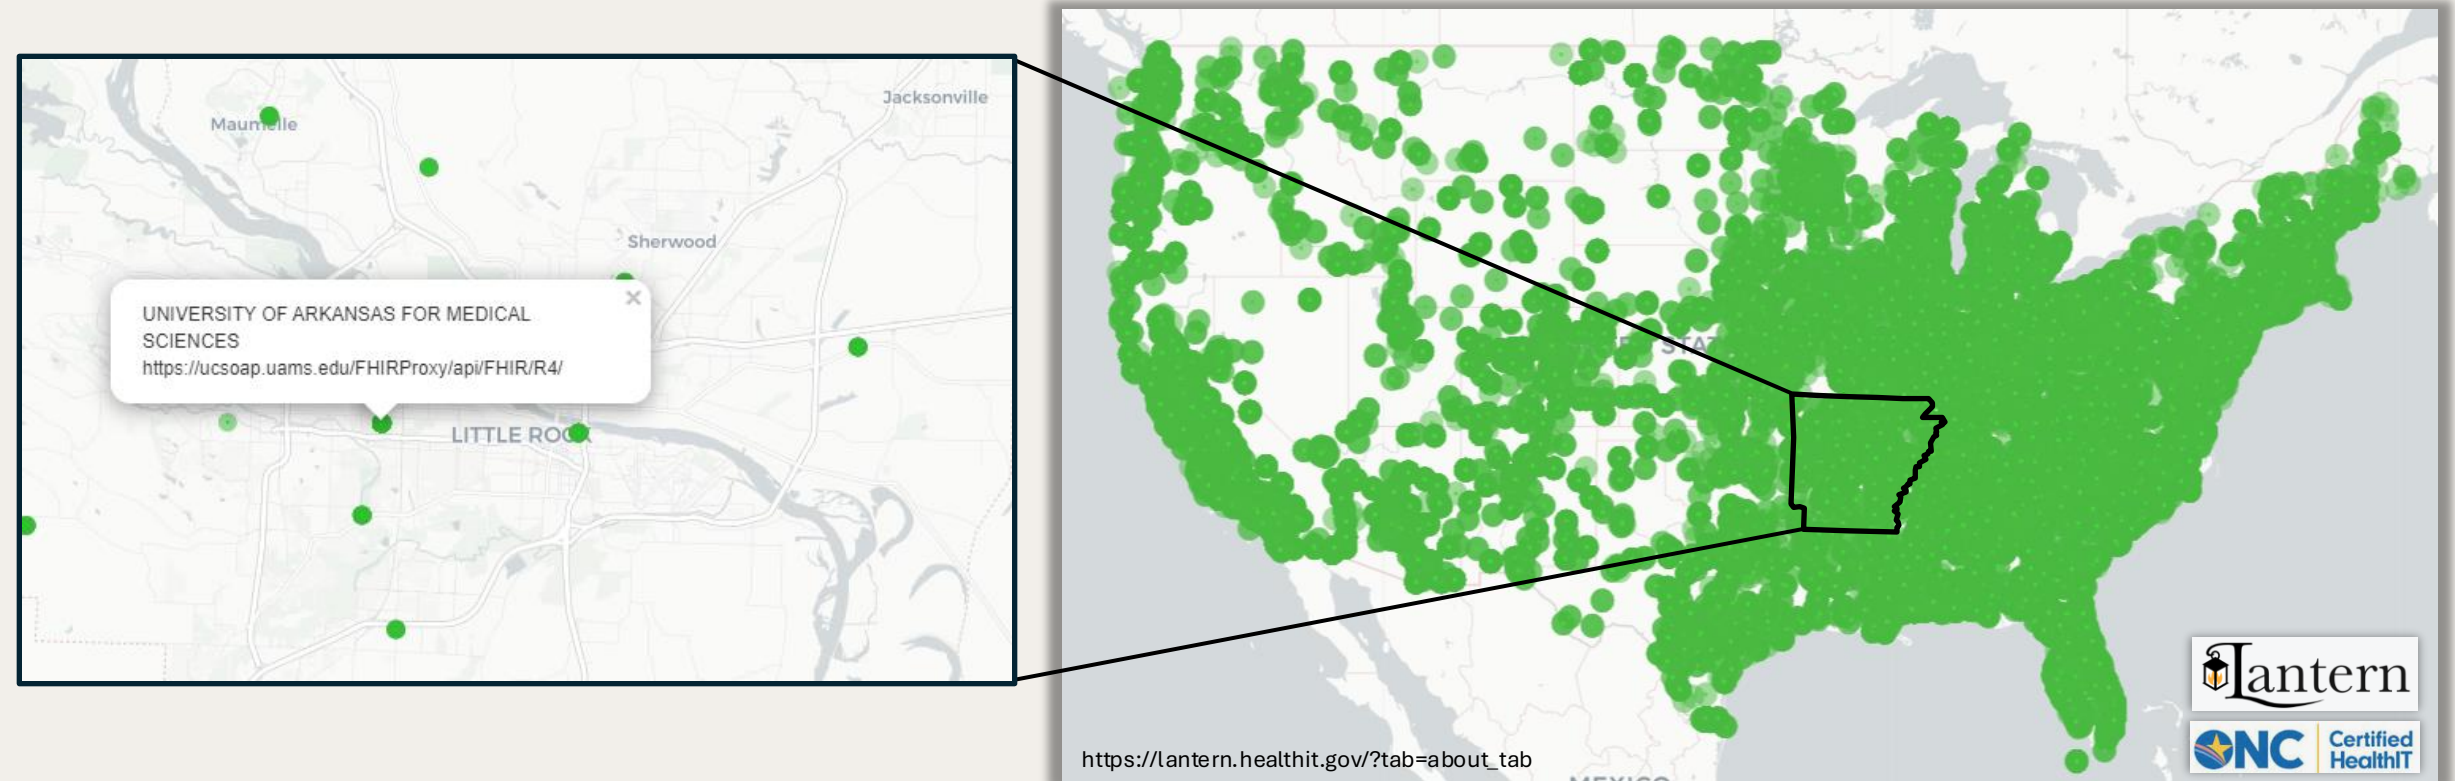 Jacksonville
Maumelle
Sherwood
×
UNIVERSITY OF ARKANSAS FOR MEDICAL
SCIENCES
https://ucsoap.uams.edu/FHIRProxy/api/FHIR/R4/
LITTLE ROCK
https://lantern.healthit.gov/?tab=about_tab
MEXICO
Lantern
ONC Certified
HealthIT